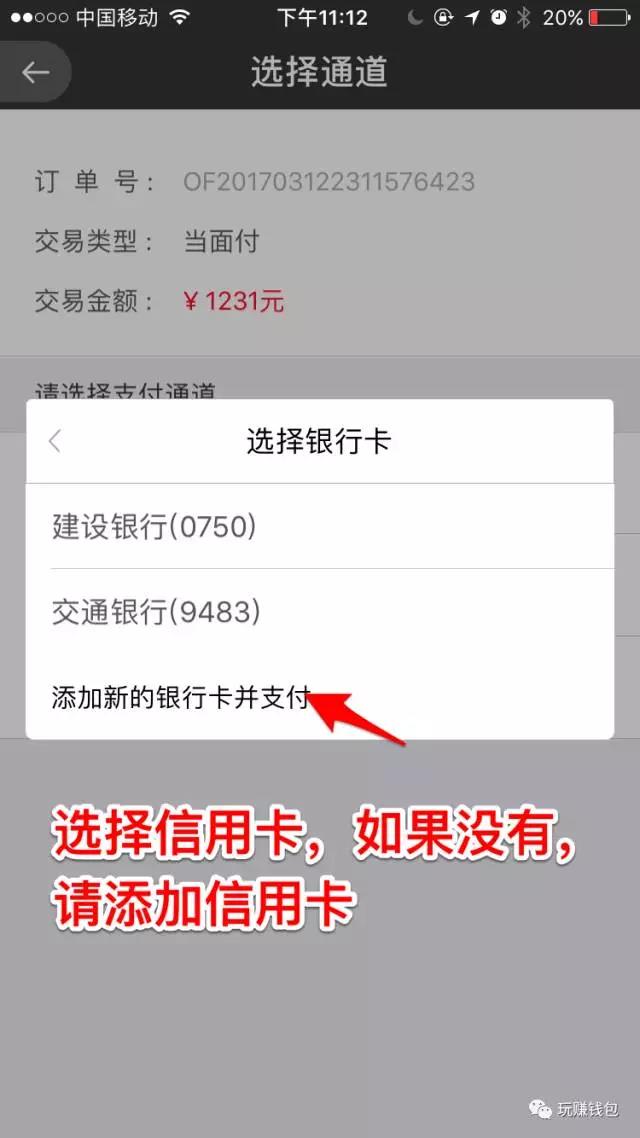 中国移动 下午11:12 20%
选择通道
订 单 号： OF201703122311576423
交易类型： 当面付
交易金额： ¥ 1231元
请选择支付通道
选择银行卡
建设银行(0750)
交通银行(9483)
添加新的银行卡并支付
选择信用卡，如果没有，
请添加信用卡
玩赚钱包